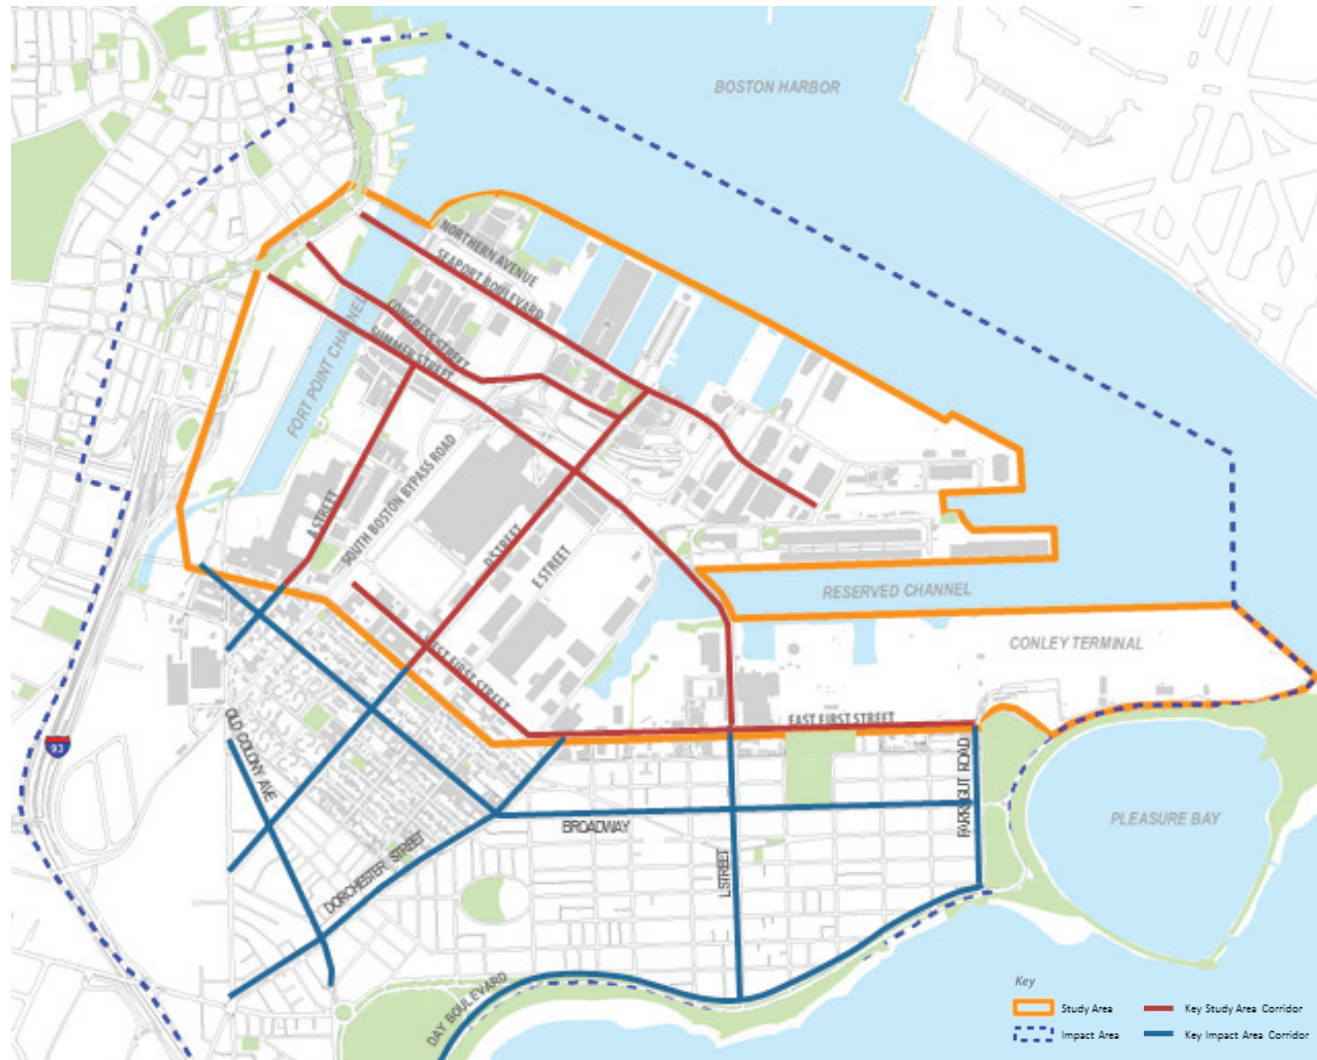 BOSTON HARBOR
NORTHERN AVENUE
SEAPORT BOULEVARD
CONGRESS STREET
SUMMER STREET
FORT POINT CHANNEL
A STREET
SOUTH BOSTON BYPASS ROAD
D STREET
E STREET
RESERVED CHANNEL
CONLEY TERMINAL
WEST FIRST STREET
EAST FIRST STREET
93
OLD COLONY AVE
FARRAGUT ROAD
BROADWAY
PLEASURE BAY
DORCHESTER STREET
L STREET
DAY BOULEVARD
Key
Study Area
Key Study Area Corridor
Impact Area
Key Impact Area Corridor